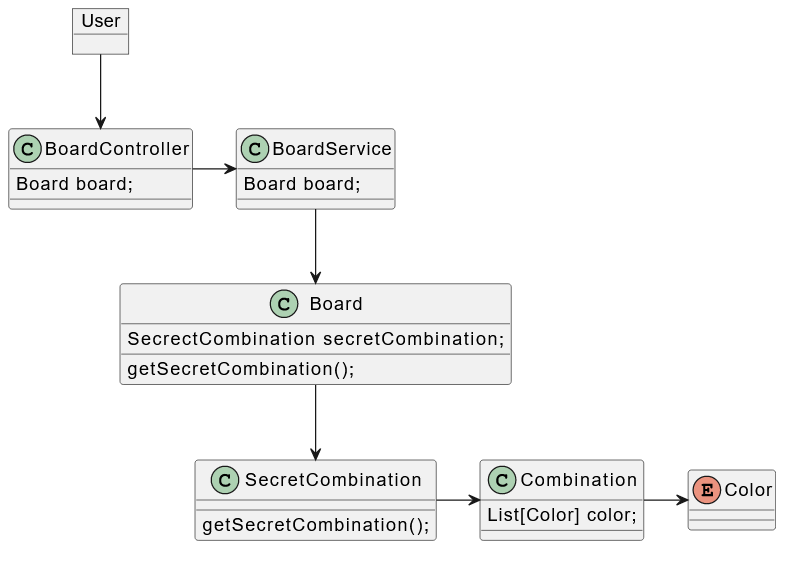 User
C BoardController
Board board;
C BoardService
Board board;
C Board
SecrectCombination secretCombination;
getSecretCombination();
C SecretCombination
getSecretCombination();
C Combination
List[Color] color;
E Color